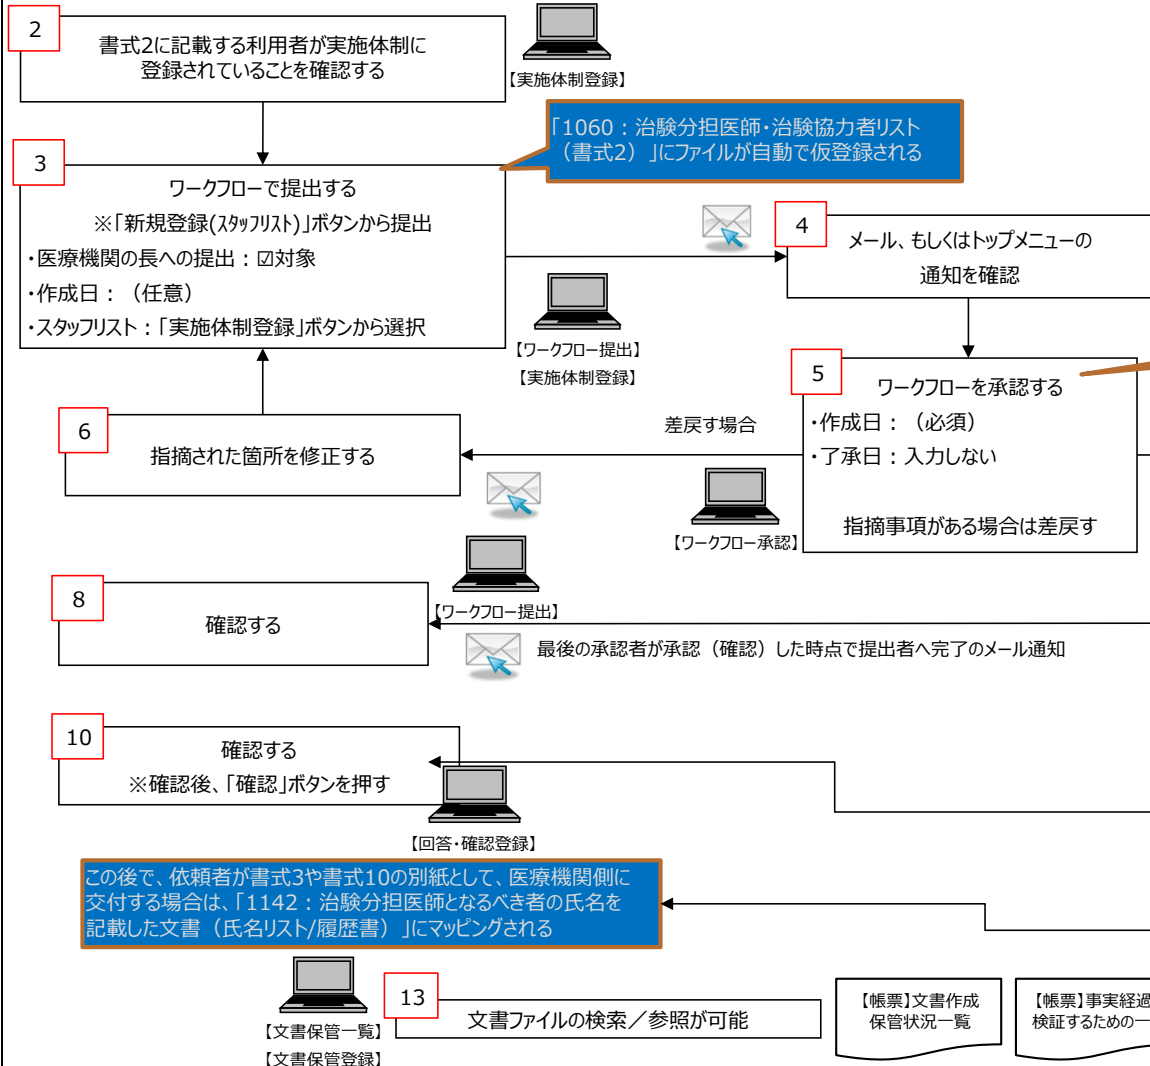 2
書式2に記載する利用者が実施体制に
登録されていることを確認する
【実施体制登録】
「1060：治験分担医師・治験協力者リスト
（書式2）」にファイルが自動で仮登録される
3
ワークフローで提出する
※「新規登録(ｽﾀｯﾌﾘｽﾄ)」ボタンから提出
・医療機関の長への提出：☑対象
・作成日：（任意）
・スタッフリスト：「実施体制登録」ボタンから選択
【ワークフロー提出】
【実施体制登録】
4
メール、もしくはトップメニューの
通知を確認
5
ワークフローを承認する
・作成日：（必須）
・了承日：入力しない
指摘事項がある場合は差戻す
差戻す場合
【ワークフロー承認】
6
指摘された箇所を修正する
【ワークフロー提出】
8
確認する
最後の承認者が承認（確認）した時点で提出者へ完了のメール通知
10
確認する
※確認後、「確認」ボタンを押す
【回答・確認登録】
この後で、依頼者が書式3や書式10の別紙として、医療機関側に
交付する場合は、「1142：治験分担医師となるべき者の氏名を
記載した文書（氏名リスト/履歴書）」にマッピングされる
【文書保管一覧】
【文書保管登録】
13
文書ファイルの検索／参照が可能
【帳票】文書作成
保管状況一覧
【帳票】事実経過
検証するための一